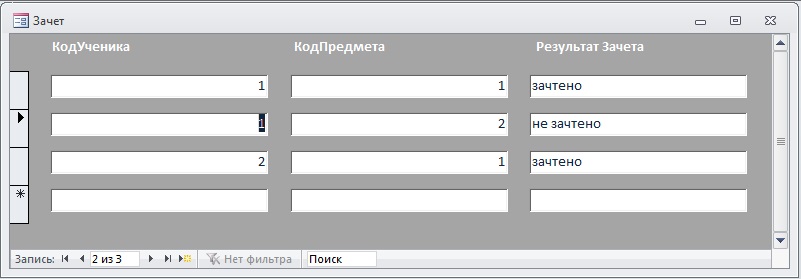 Зачет
КодУченика КодПредмета Результат Зачета
1 1 зачтено
1 2 не зачтено
2 1 зачтено
Запись: 2 из 3 Нет фильтра Поиск